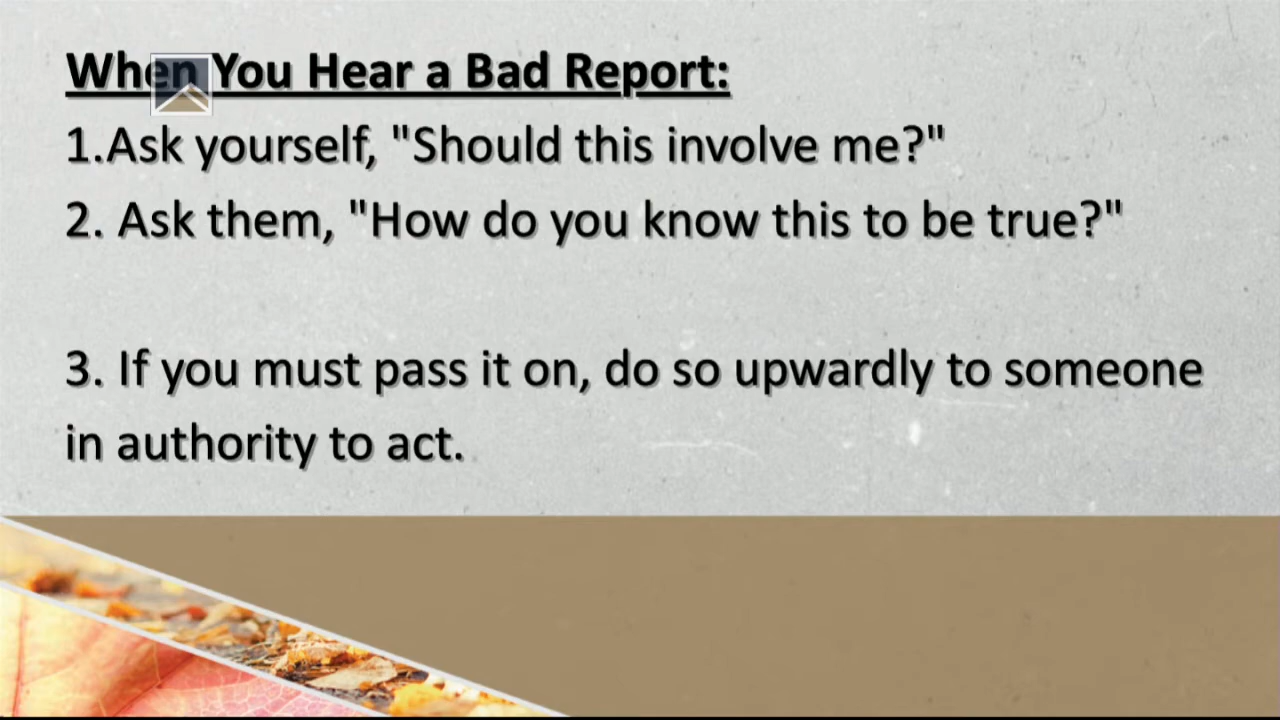 When You Hear a Bad Report:
1.Ask yourself, "Should this involve me?"
2. Ask them, "How do you know this to be true?"
3. If you must pass it on, do so upwardly to someone
in authority to act.